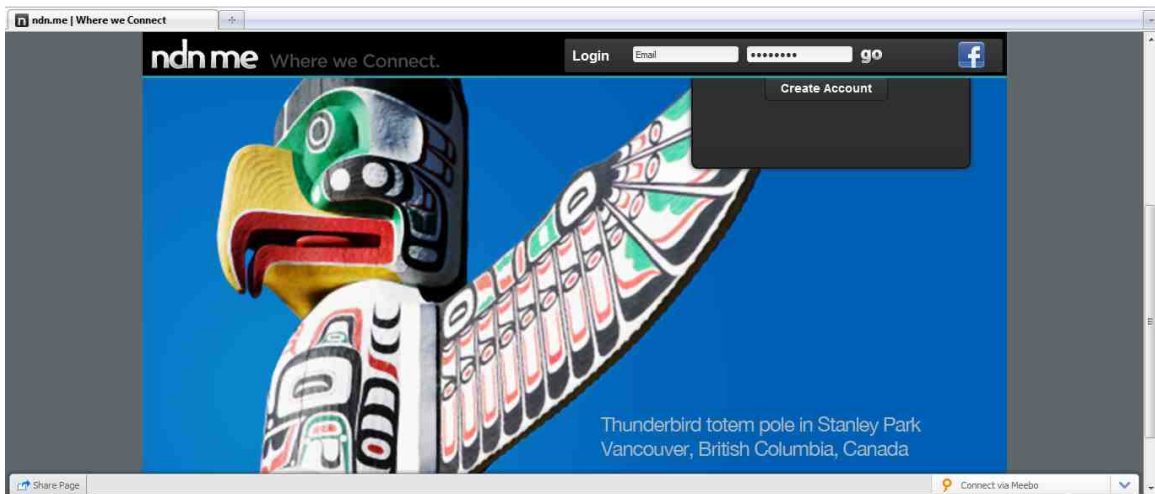 ndn.me | Where we Connect
ndn me Where we Connect.
Login Email •••••••• go f
Create Account
Thunderbird totem pole in Stanley Park
Vancouver, British Columbia, Canada
Share Page Connect via Meebo